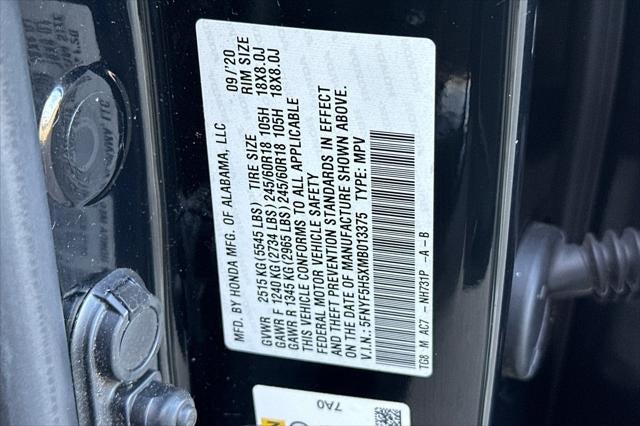 MFD. BY HONDA MFG. OF ALABAMA, LLC 09/'20
TIRE SIZE RIM SIZE
GVWR 2515 KG (5545 LBS)
GAWR F 1240 KG (2734 LBS) 245/60R18 105H 18X8.0J
GAWR R 1345 KG (2965 LBS) 245/60R18 105H 18X8.0J
THIS VEHICLE CONFORMS TO ALL APPLICABLE
FEDERAL MOTOR VEHICLE SAFETY
STANDARDS IN EFFECT
ON THE DATE OF MANUFACTURE SHOWN ABOVE.
V.I.N.: 5FNYF5H5XMB013375 TYPE: MPV
TG8 M AC7 -NH731P -A -B
7A0